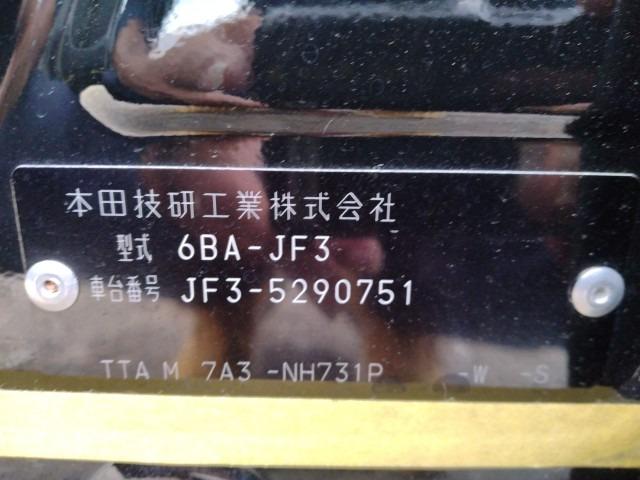 本田技研工業株式会社
型式 6BA-JF3
車台番号 JF3-5290751
TTA M 7A3 -NH731P -W -S